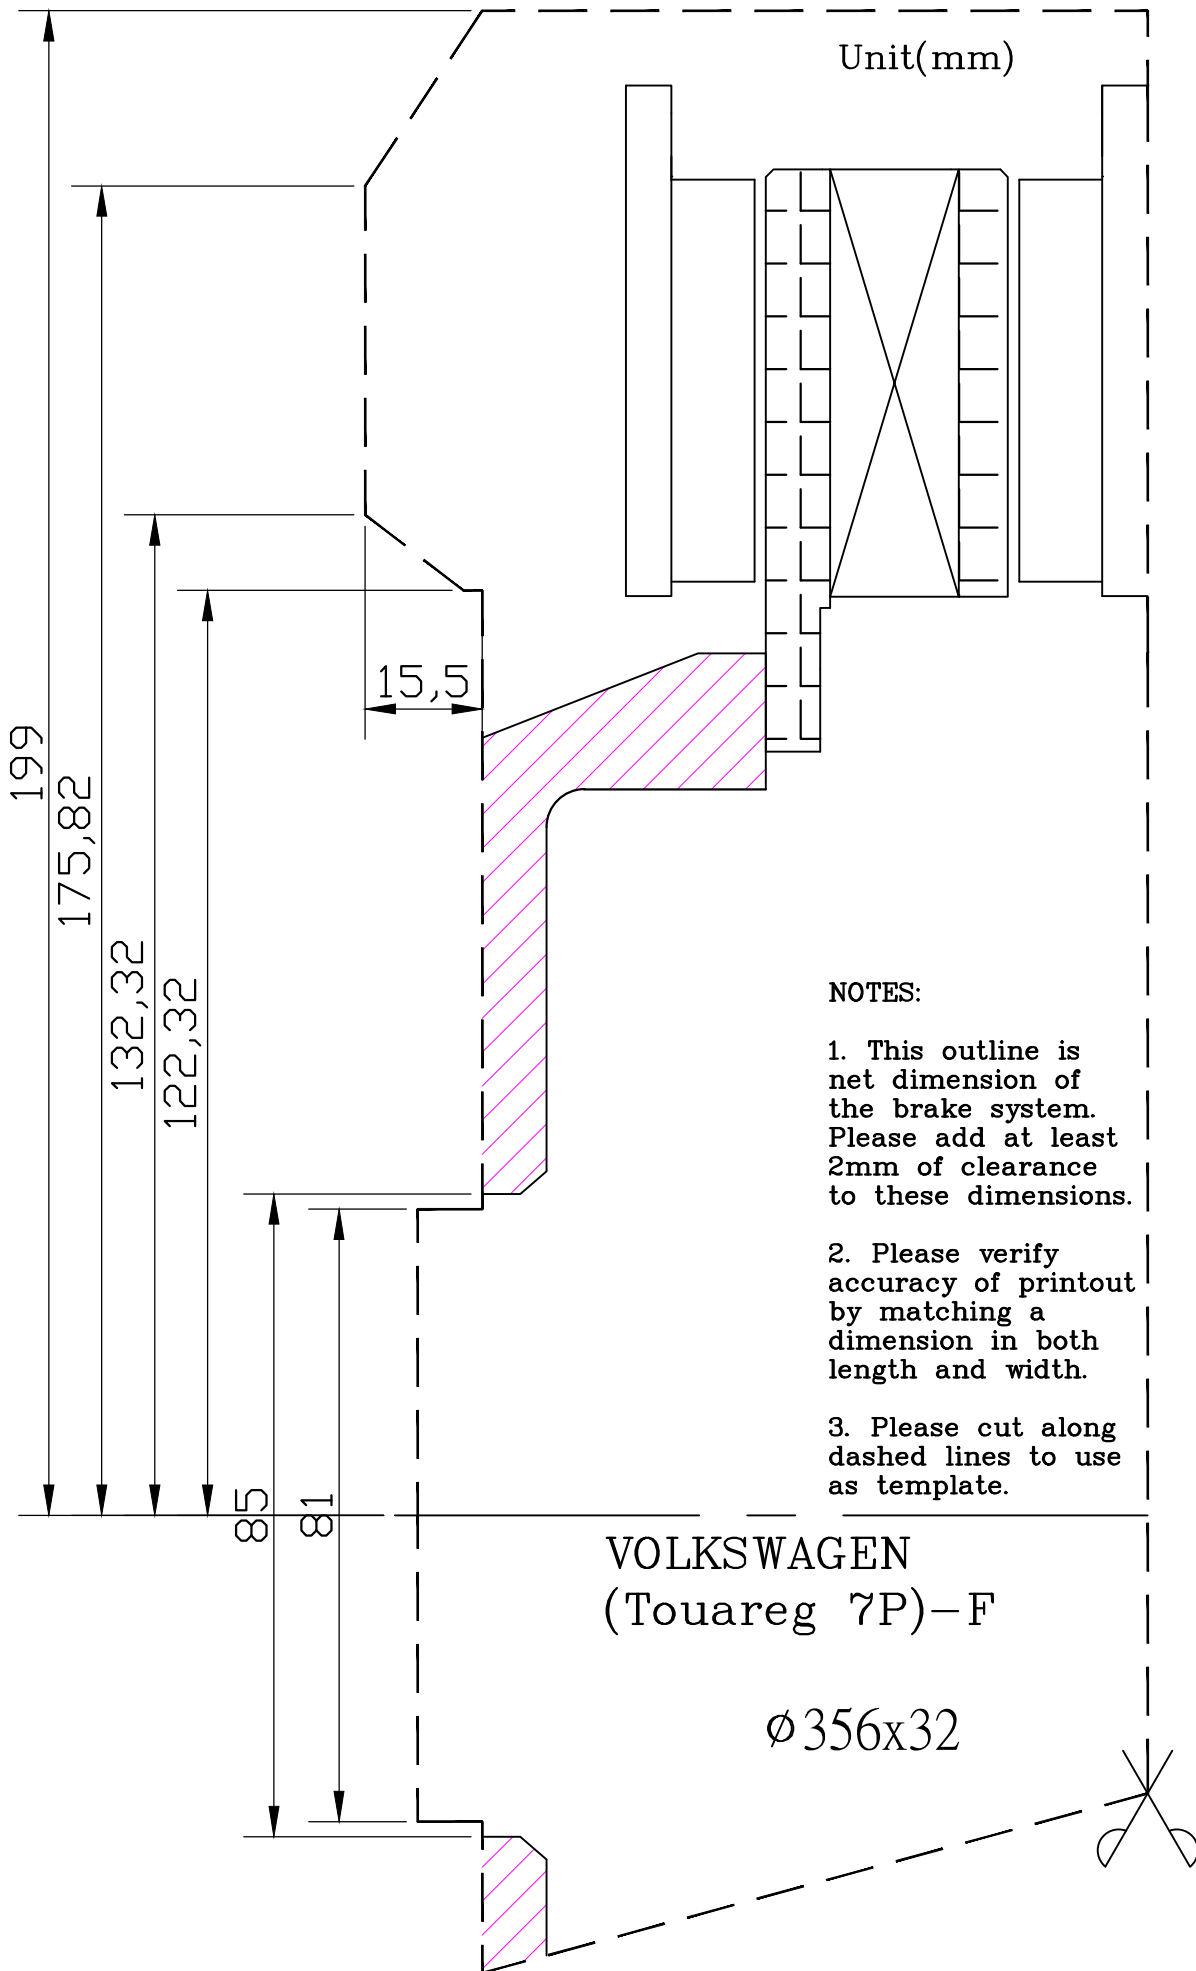 Unit(mm)
15,5
199
175,82
132,32
122,32
NOTES:
1. This outline is
net dimension of
the brake system.
Please add at least
2mm of clearance
to these dimensions.
2. Please verify
accuracy of printout
by matching a
dimension in both
length and width.
3. Please cut along
dashed lines to use
as template.
85
81
VOLKSWAGEN
(Touareg 7P)-F
Ø356x32